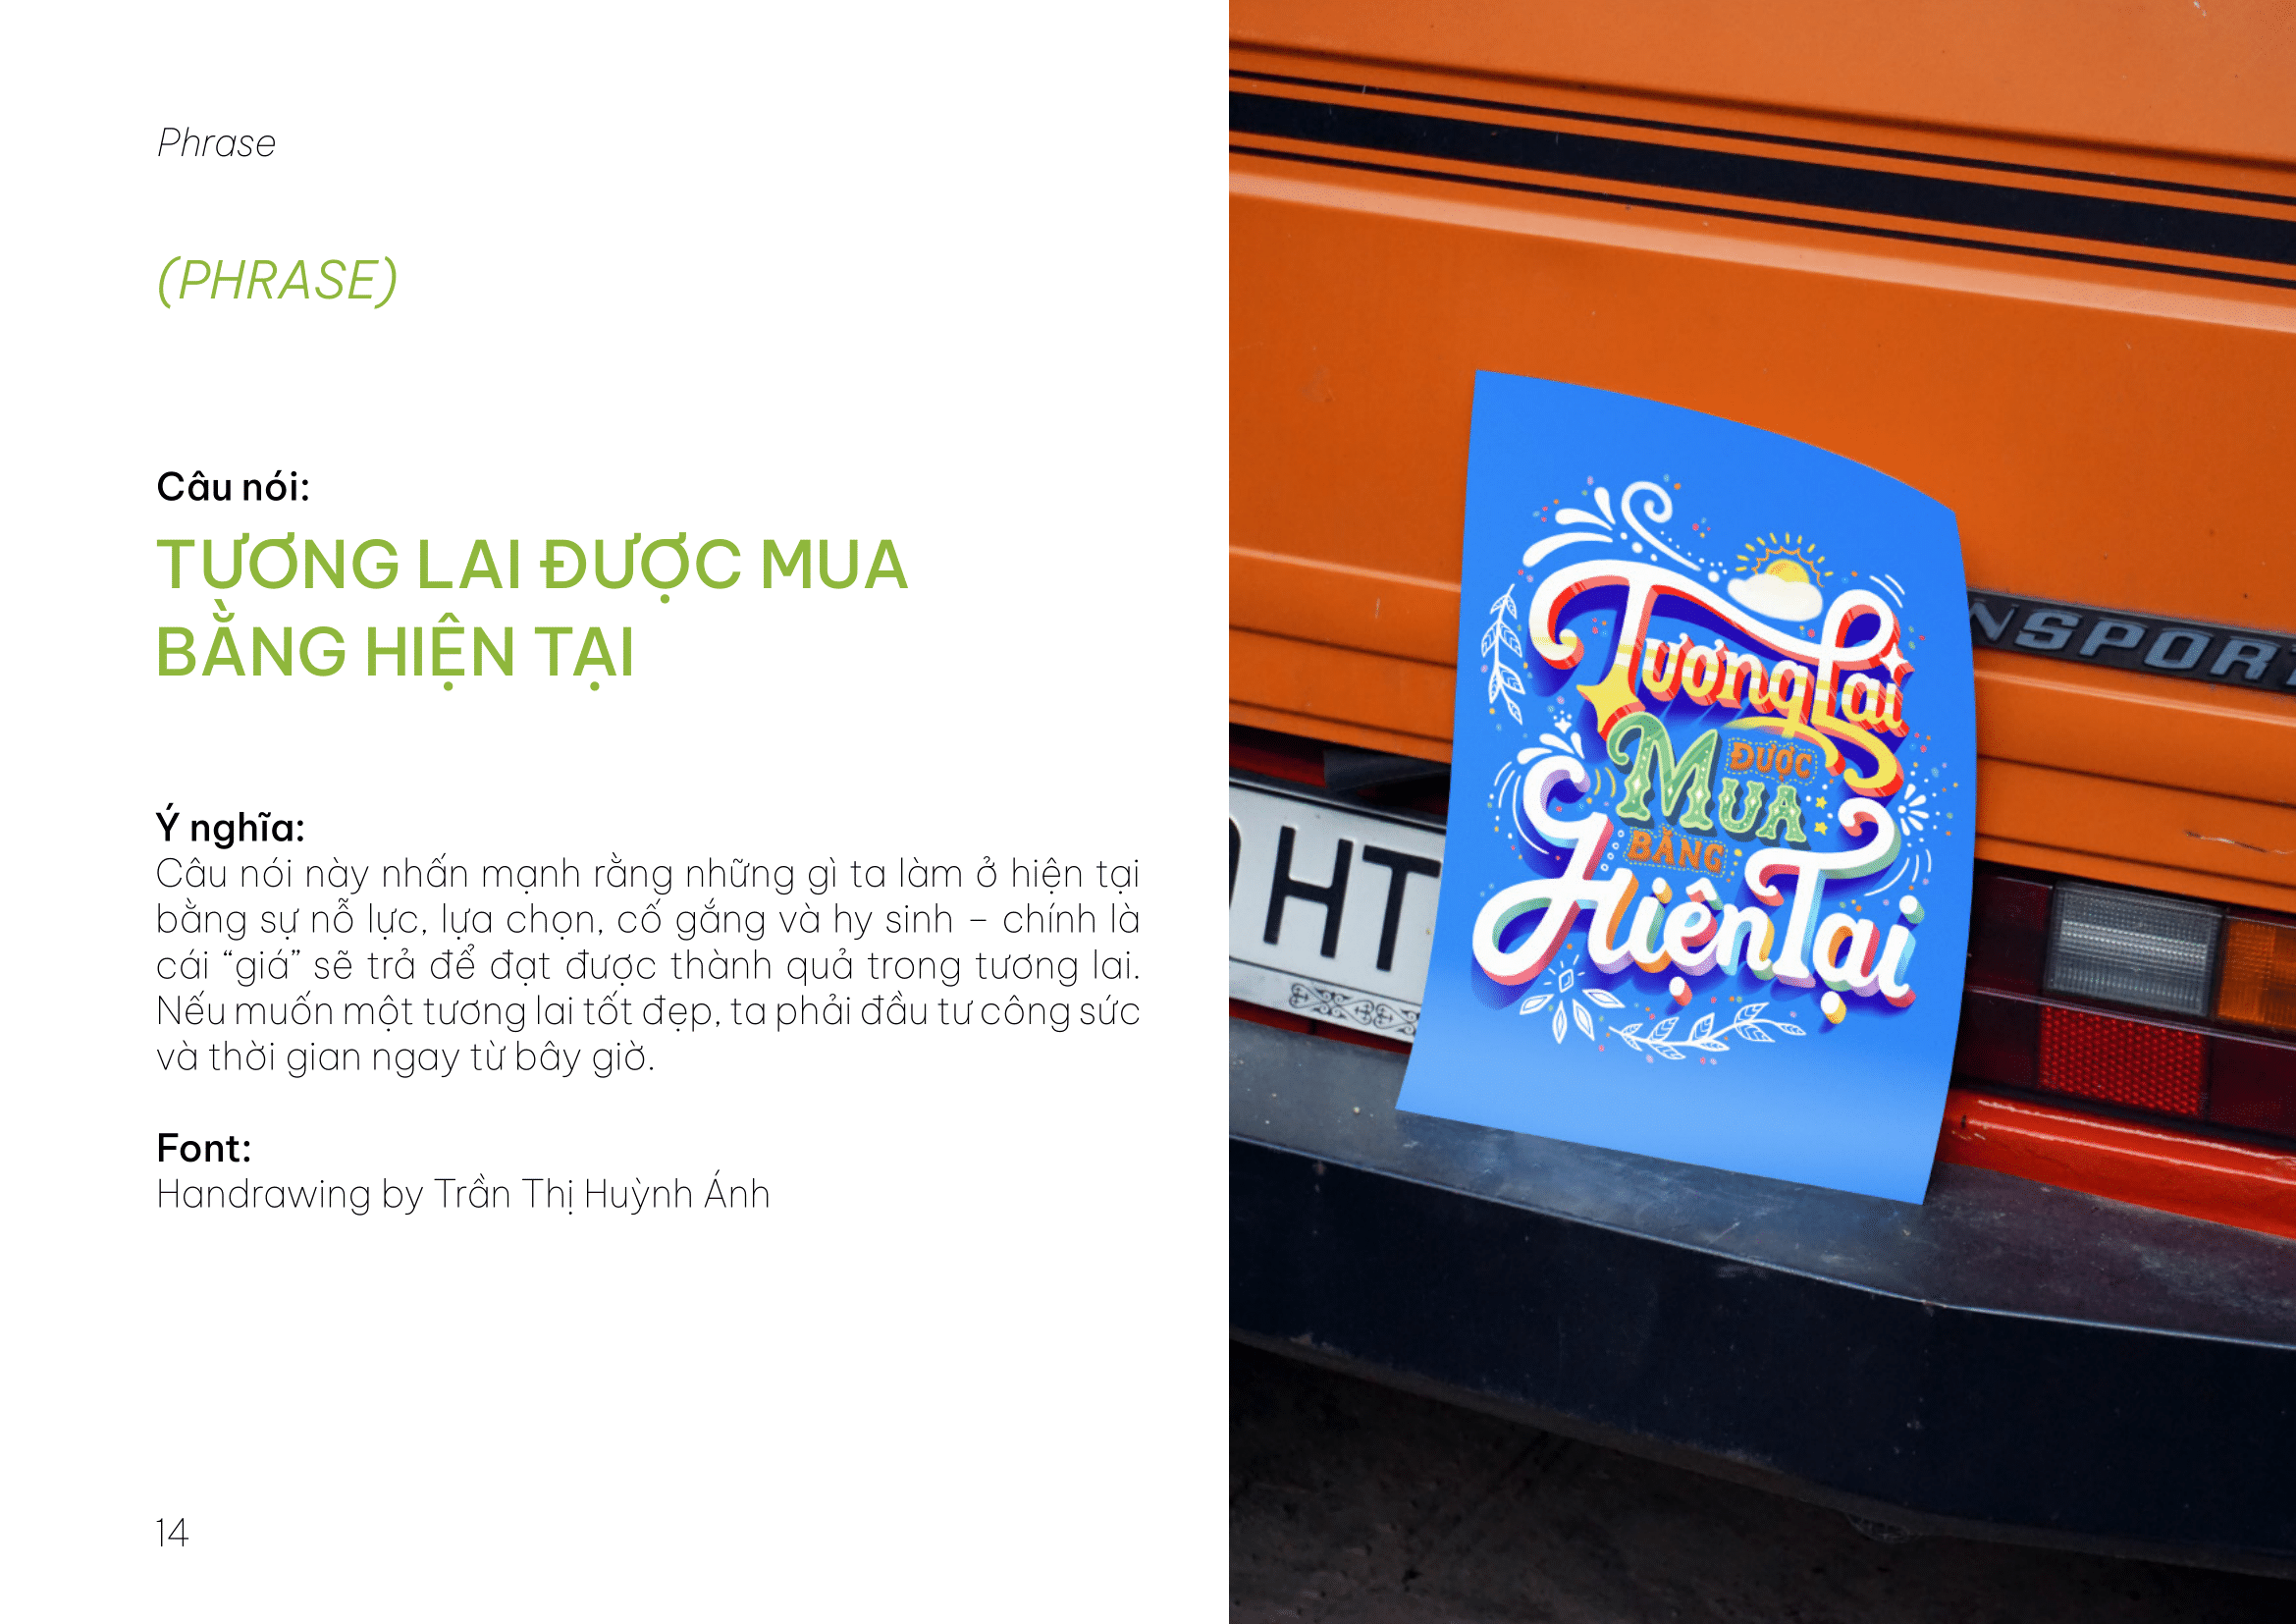 Phrase
(PHRASE)
Câu nói:
TƯƠNG LAI ĐƯỢC MUA
BẰNG HIỆN TẠI
Ý nghĩa:
Câu nói này nhấn mạnh rằng những gì ta làm ở hiện tại
bằng sự nỗ lực, lựa chọn, cố gắng và hy sinh – chính là
cái “giá” sẽ trả để đạt được thành quả trong tương lai.
Nếu muốn một tương lai tốt đẹp, ta phải đầu tư công sức
và thời gian ngay từ bây giờ.
Font:
Handrawing by Trần Thị Huỳnh Ánh
14
Tương Lai
ĐƯỢC
MUA
BẰNG
Hiện Tại
NSPORT
HT